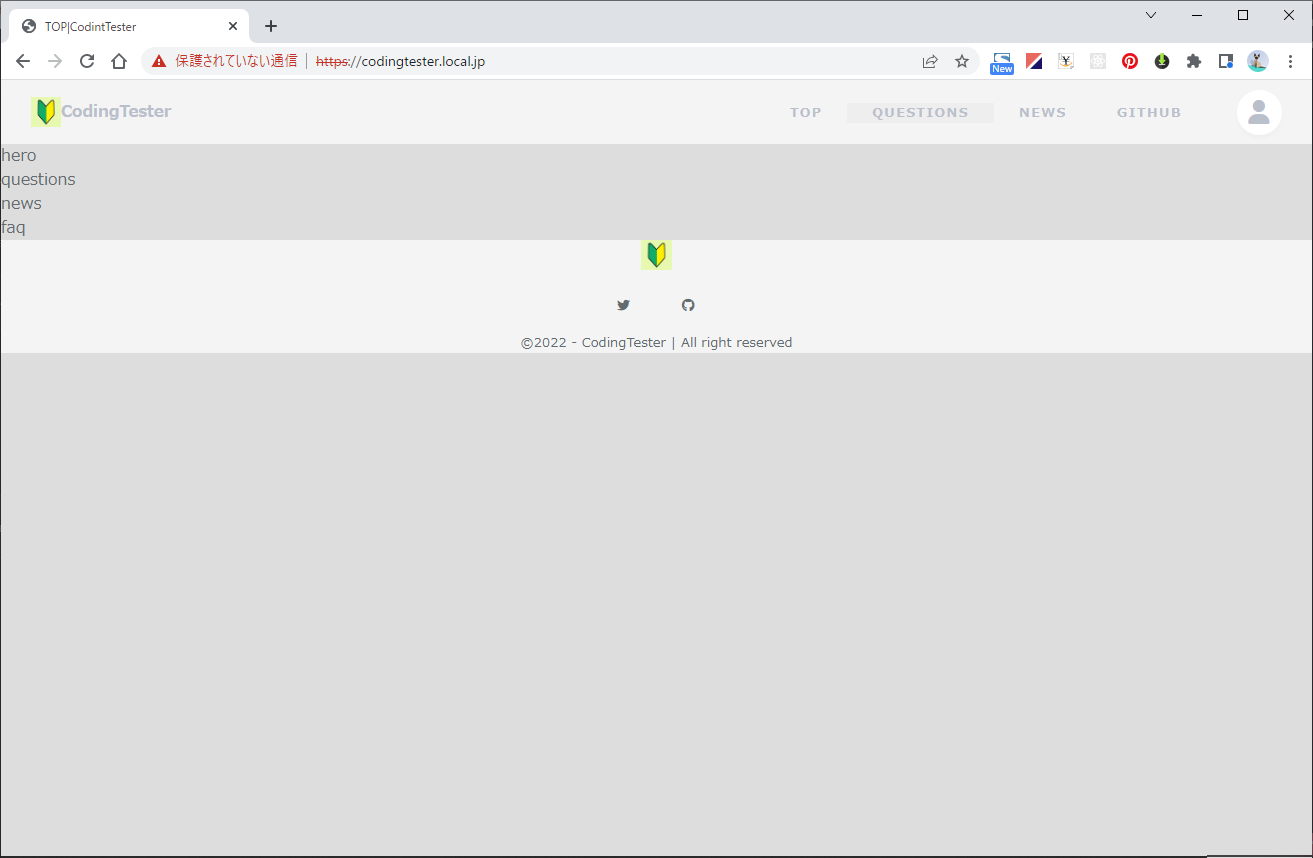 TOP|CodintTester
保護されていない通信 | https://codingtester.local.jp
New
CodingTester
TOP QUESTIONS NEWS GITHUB
hero
questions
news
faq
©2022 - CodingTester | All right reserved